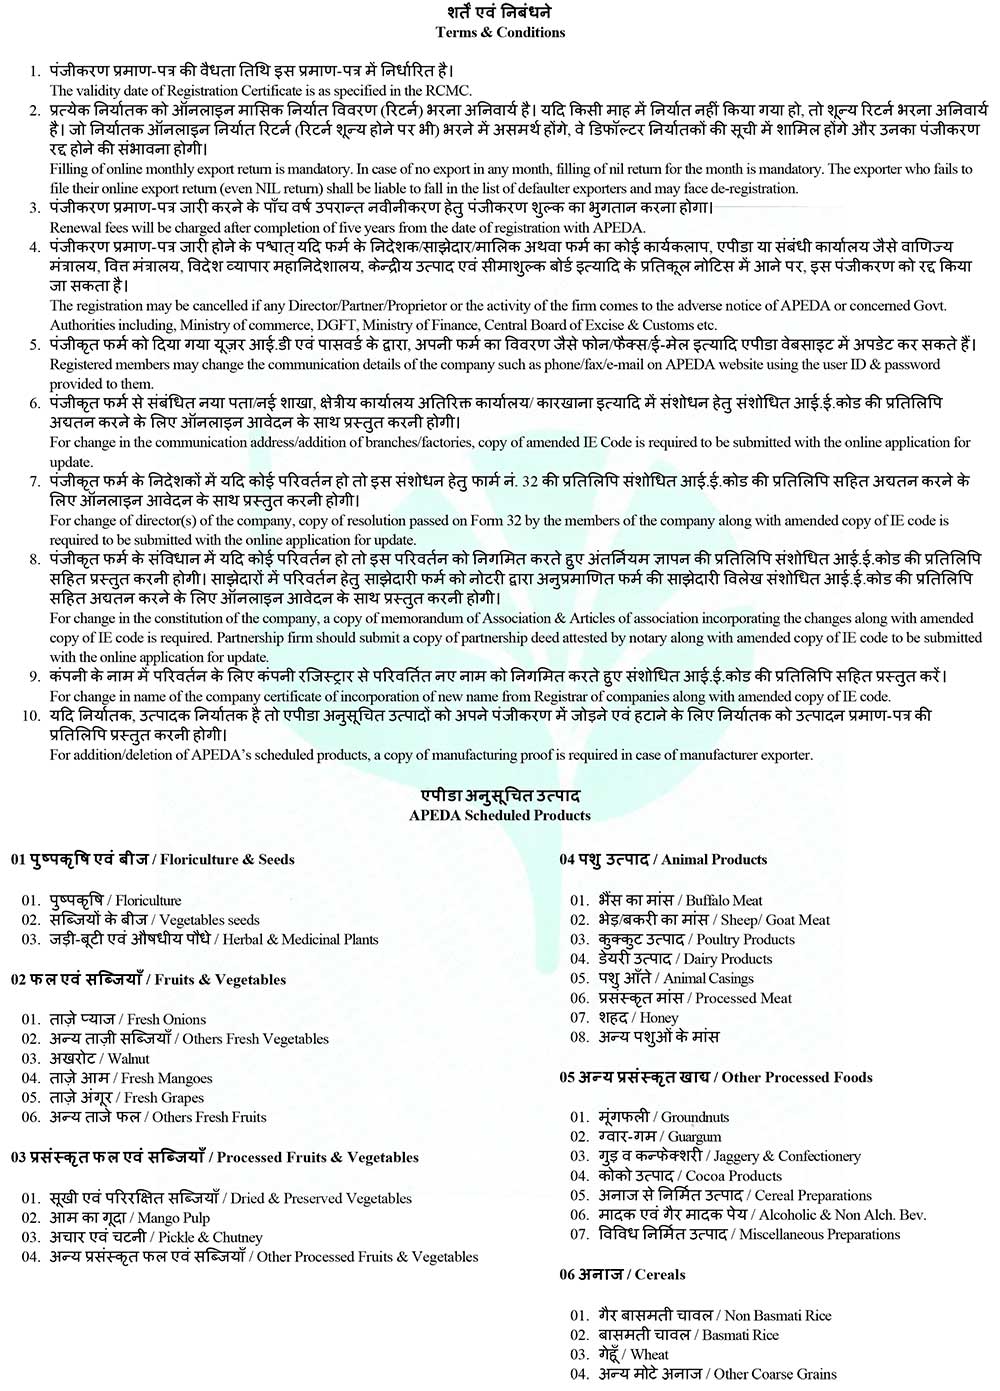 शर्तें एवं निबंधने
Terms & Conditions
1. पंजीकरण प्रमाण-पत्र की वैधता तिथि इस प्रमाण-पत्र में निर्धारित है।
The validity date of Registration Certificate is as specified in the RCMC.
2. प्रत्येक निर्यातक को ऑनलाइन मासिक निर्यात विवरण (रिटर्न) भरना अनिवार्य है। यदि किसी माह में निर्यात नहीं किया गया हो, तो शून्य रिटर्न भरना अनिवार्य
है। जो निर्यातक ऑनलाइन निर्यात रिटर्न (रिटर्न शून्य होने पर भी) भरने में असमर्थ होंगे, वे डिफॉल्टर निर्यातकों की सूची में शामिल होंगे और उनका पंजीकरण
रद्द होने की संभावना होगी।
Filling of online monthly export return is mandatory. In case of no export in any month, filling of nil return for the month is mandatory. The exporter who fails to
file their online export return (even NIL return) shall be liable to fall in the list of defaulter exporters and may face de-registration.
3. पंजीकरण प्रमाण-पत्र जारी करने के पाँच वर्ष उपरान्त नवीनीकरण हेतु पंजीकरण शुल्क का भुगतान करना होगा।
Renewal fees will be charged after completion of five years from the date of registration with APEDA.
4. पंजीकरण प्रमाण-पत्र जारी होने के पश्चात् यदि फर्म के निदेशक/साझेदार/मालिक अथवा फर्म का कोई कार्यकलाप, एपीडा या संबंधी कार्यालय जैसे वाणिज्य
मंत्रालय, वित्त मंत्रालय, विदेश व्यापार महानिदेशालय, केन्द्रीय उत्पाद एवं सीमाशुल्क बोर्ड इत्यादि के प्रतिकूल नोटिस में आने पर, इस पंजीकरण को रद्द किया
जा सकता है।
The registration may be cancelled if any Director/Partner/Proprietor or the activity of the firm comes to the adverse notice of APEDA or concerned Govt.
Authorities including, Ministry of commerce, DGFT, Ministry of Finance, Central Board of Excise & Customs etc.
5. पंजीकृत फर्म को दिया गया यूज़र आई.डी एवं पासवर्ड के द्वारा, अपनी फर्म का विवरण जैसे फोन/फैक्स/ई-मेल इत्यादि एपीडा वेबसाइट में अपडेट कर सकते हैं।
Registered members may change the communication details of the company such as phone/fax/e-mail on APEDA website using the user ID & password
provided to them.
6. पंजीकृत फर्म से संबंधित नया पता/नई शाखा, क्षेत्रीय कार्यालय अतिरिक्त कार्यालय/ कारखाना इत्यादि में संशोधन हेतु संशोधित आई.ई.कोड की प्रतिलिपि
अद्यतन करने के लिए ऑनलाइन आवेदन के साथ प्रस्तुत करनी होगी।
For change in the communication address/addition of branches/factories, copy of amended IE Code is required to be submitted with the online application for
update.
7. पंजीकृत फर्म के निदेशकों में यदि कोई परिवर्तन हो तो इस संशोधन हेतु फार्म नं. 32 की प्रतिलिपि संशोधित आई.ई.कोड की प्रतिलिपि सहित अद्यतन करने के
लिए ऑनलाइन आवेदन के साथ प्रस्तुत करनी होगी।
For change of director(s) of the company, copy of resolution passed on Form 32 by the members of the company along with amended copy of IE code is
required to be submitted with the online application for update.
8. पंजीकृत फर्म के संविधान में यदि कोई परिवर्तन हो तो इस परिवर्तन को निगमित करते हुए अंतर्नियम ज्ञापन की प्रतिलिपि संशोधित आई.ई.कोड की प्रतिलिपि
सहित प्रस्तुत करनी होगी। साझेदारों में परिवर्तन हेतु साझेदारी फर्म को नोटरी द्वारा अनुप्रमाणित फर्म की साझेदारी विलेख संशोधित आई.ई.कोड की प्रतिलिपि
सहित अद्यतन करने के लिए ऑनलाइन आवेदन के साथ प्रस्तुत करनी होगी।
For change in the constitution of the company, a copy of memorandum of Association & Articles of association incorporating the changes along with amended
copy of IE code is required. Partnership firm should submit a copy of partnership deed attested by notary along with amended copy of IE code to be submitted
with the online application for update.
9. कंपनी के नाम में परिवर्तन के लिए कंपनी रजिस्ट्रार से परिवर्तित नए नाम को निगमित करते हुए संशोधित आई.ई.कोड की प्रतिलिपि सहित प्रस्तुत करें।
For change in name of the company certificate of incorporation of new name from Registrar of companies along with amended copy of IE code.
10. यदि निर्यातक, उत्पादक निर्यातक है तो एपीडा अनुसूचित उत्पादों को अपने पंजीकरण में जोड़ने एवं हटाने के लिए निर्यातक को उत्पादन प्रमाण-पत्र की
प्रतिलिपि प्रस्तुत करनी होगी।
For addition/deletion of APEDA’s scheduled products, a copy of manufacturing proof is required in case of manufacturer exporter.
एपीडा अनुसूचित उत्पाद
APEDA Scheduled Products
01 पुष्पकृषि एवं बीज / Floriculture & Seeds
01. पुष्पकृषि / Floriculture
02. सब्जियों के बीज / Vegetables seeds
03. जड़ी-बूटी एवं औषधीय पौधे / Herbal & Medicinal Plants
02 फल एवं सब्जियाँ / Fruits & Vegetables
01. ताज़े प्याज / Fresh Onions
02. अन्य ताज़ी सब्जियाँ / Others Fresh Vegetables
03. अखरोट / Walnut
04. ताज़े आम / Fresh Mangoes
05. ताज़े अंगूर / Fresh Grapes
06. अन्य ताजे फल / Others Fresh Fruits
03 प्रसंस्कृत फल एवं सब्जियाँ / Processed Fruits & Vegetables
01. सूखी एवं परिरक्षित सब्जियाँ / Dried & Preserved Vegetables
02. आम का गूदा / Mango Pulp
03. अचार एवं चटनी / Pickle & Chutney
04. अन्य प्रसंस्कृत फल एवं सब्जियाँ / Other Processed Fruits & Vegetables
04 पशु उत्पाद / Animal Products
01. भैंस का मांस / Buffalo Meat
02. भेड़/बकरी का मांस / Sheep/ Goat Meat
03. कुक्कुट उत्पाद / Poultry Products
04. डेयरी उत्पाद / Dairy Products
05. पशु आँते / Animal Casings
06. प्रसंस्कृत मांस / Processed Meat
07. शहद / Honey
08. अन्य पशुओं के मांस
05 अन्य प्रसंस्कृत खाद्य / Other Processed Foods
01. मूंगफली / Groundnuts
02. ग्वार-गम / Guargum
03. गुड़ व कन्फेक्शरी / Jaggery & Confectionery
04. कोको उत्पाद / Cocoa Products
05. अनाज से निर्मित उत्पाद / Cereal Preparations
06. मादक एवं गैर मादक पेय / Alcoholic & Non Alch. Bev.
07. विविध निर्मित उत्पाद / Miscellaneous Preparations
06 अनाज / Cereals
01. गैर बासमती चावल / Non Basmati Rice
02. बासमती चावल / Basmati Rice
03. गेहूँ / Wheat
04. अन्य मोटे अनाज / Other Coarse Grains